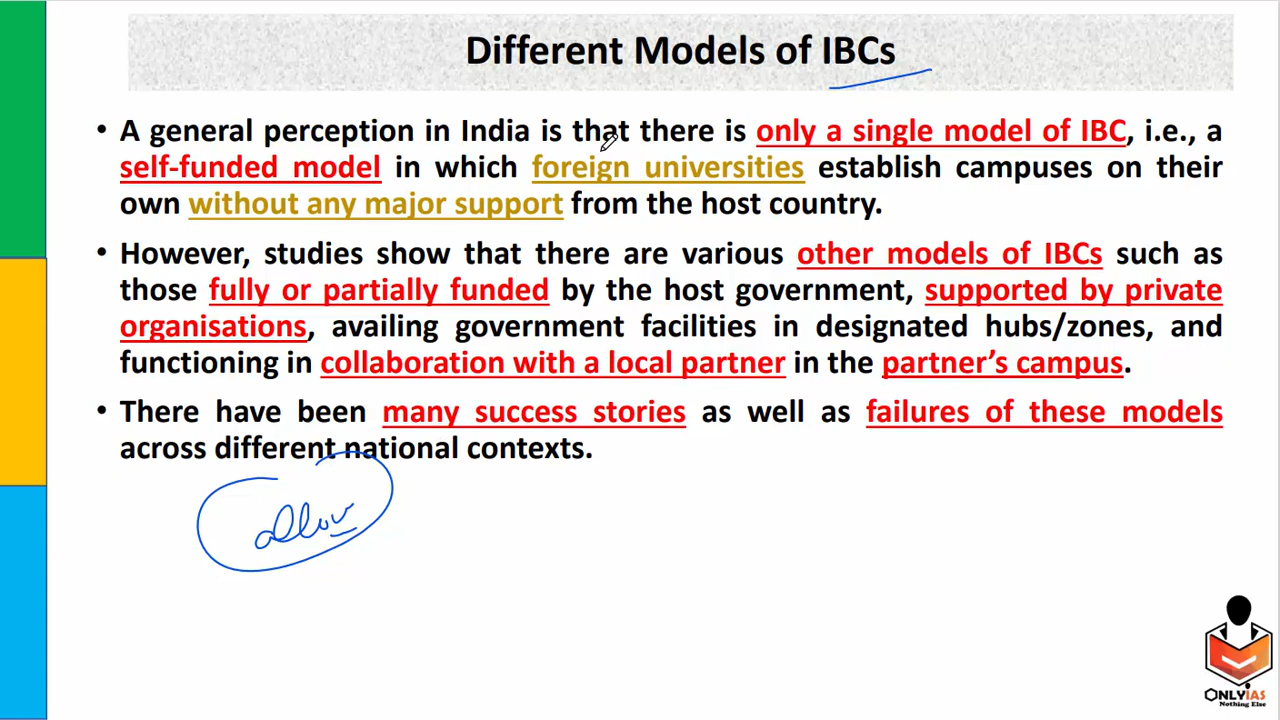 Different Models of IBCs
• A general perception in India is that there is only a single model of IBC, i.e., a
self-funded model in which foreign universities establish campuses on their
own without any major support from the host country.
• However, studies show that there are various other models of IBCs such as
those fully or partially funded by the host government, supported by private
organisations, availing government facilities in designated hubs/zones, and
functioning in collaboration with a local partner in the partner’s campus.
• There have been many success stories as well as failures of these models
across different national contexts.
allow
ONLYIAS
Nothing Else